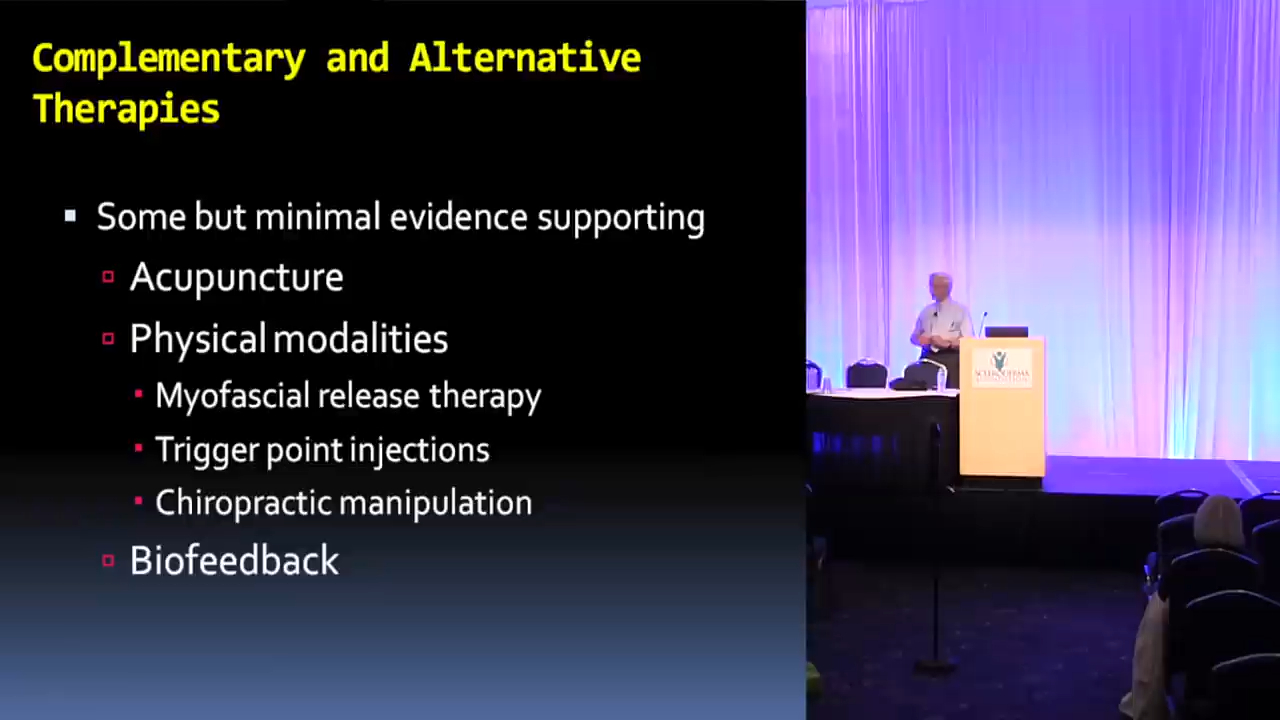 Complementary and Alternative
Therapies
Some but minimal evidence supporting
Acupuncture
Physical modalities
Myofascial release therapy
Trigger point injections
Chiropractic manipulation
Biofeedback
SCLERODERMA